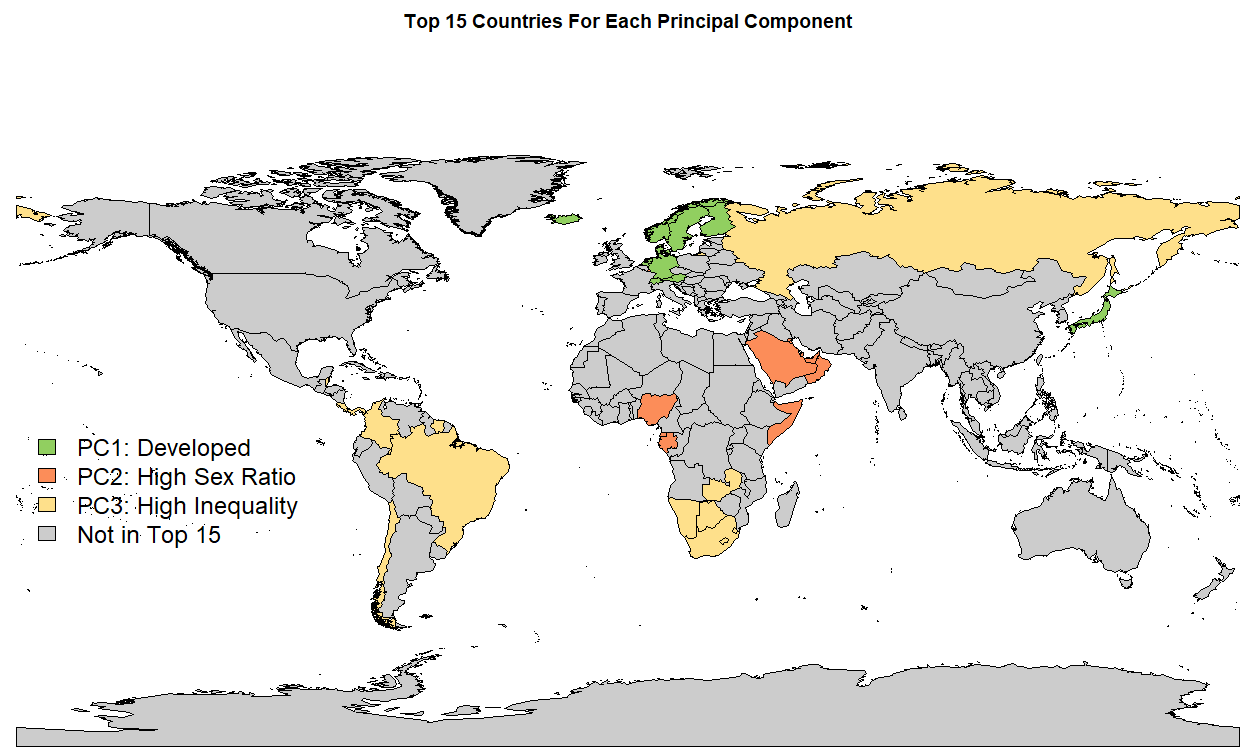 Top 15 Countries For Each Principal Component
PC1: Developed
PC2: High Sex Ratio
PC3: High Inequality
Not in Top 15